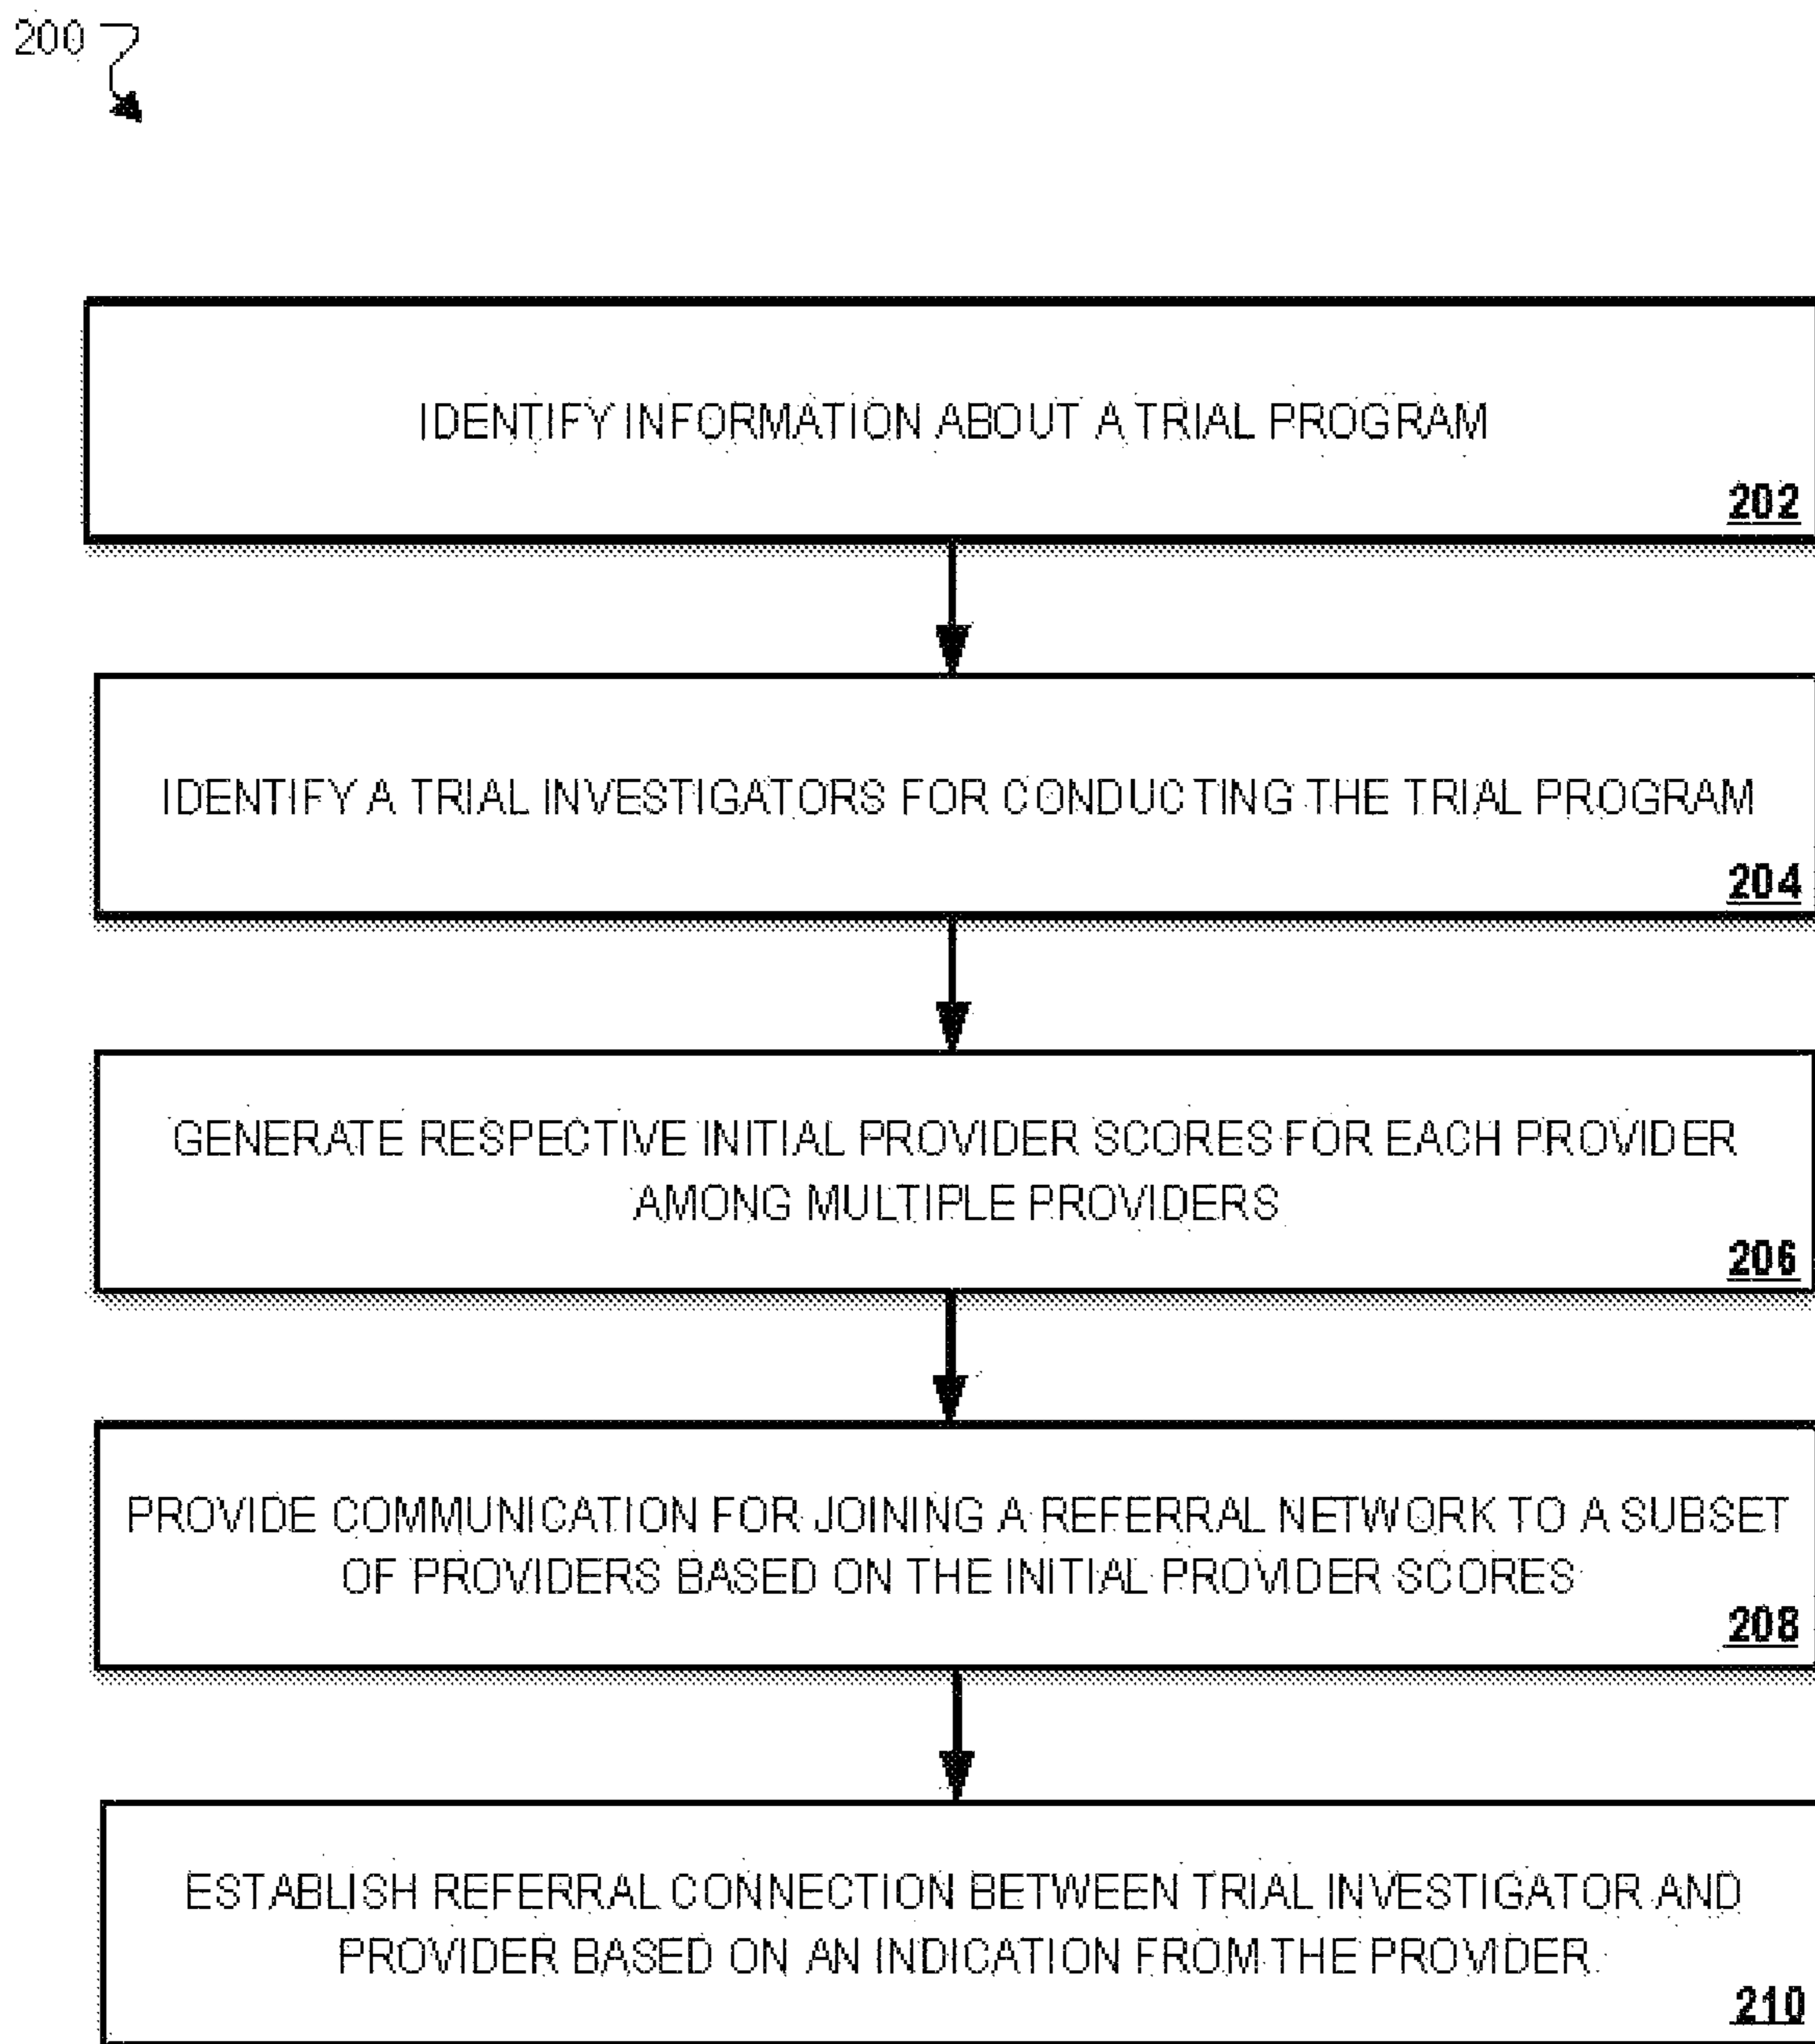 200
IDENTIFY INFORMATION ABOUT A TRIAL PROGRAM
202
IDENTIFY A TRIAL INVESTIGATORS FOR CONDUCTING THE TRIAL PROGRAM
204
GENERATE RESPECTIVE INITIAL PROVIDER SCORES FOR EACH PROVIDER
AMONG MULTIPLE PROVIDERS
206
PROVIDE COMMUNICATION FOR JOINING A REFERRAL NETWORK TO A SUBSET
OF PROVIDERS BASED ON THE INITIAL PROVIDER SCORES
208
ESTABLISH REFERRAL CONNECTION BETWEEN TRIAL INVESTIGATOR AND
PROVIDER BASED ON AN INDICATION FROM THE PROVIDER
210